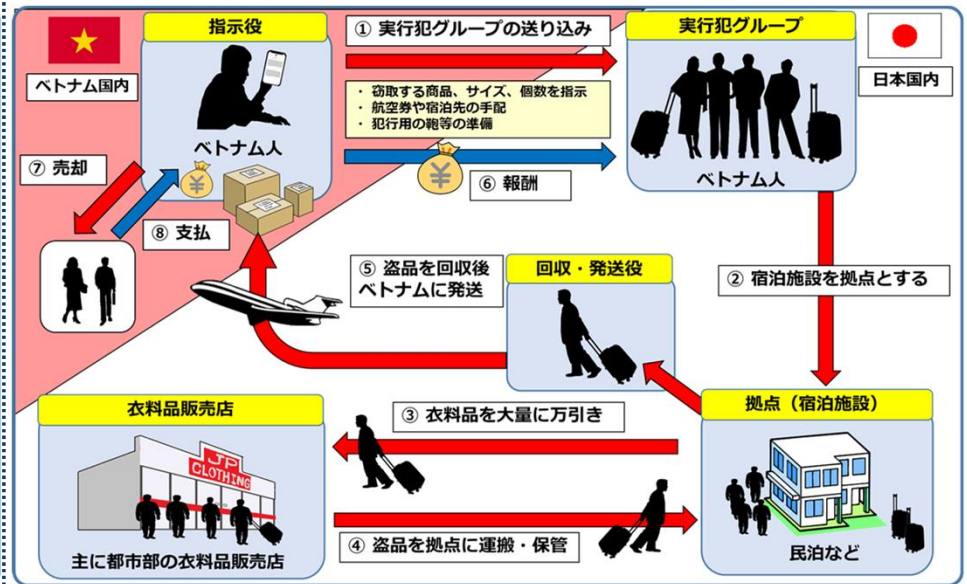 指示役
① 実行犯グループの送り込み
実行犯グループ
ベトナム国内
日本国内
・ 窃取する商品、サイズ、個数を指示
・ 航空券や宿泊先の手配
・ 犯行用の鞄等の準備
ベトナム人
ベトナム人
⑦ 売却
¥
⑥ 報酬
¥
⑧ 支払
⑤ 盗品を回収後
ベトナムに発送
回収・発送役
② 宿泊施設を拠点とする
衣料品販売店
③ 衣料品を大量に万引き
拠点（宿泊施設）
JP
CLOTHING
主に都市部の衣料品販売店
④ 盗品を拠点に運搬・保管
民泊など